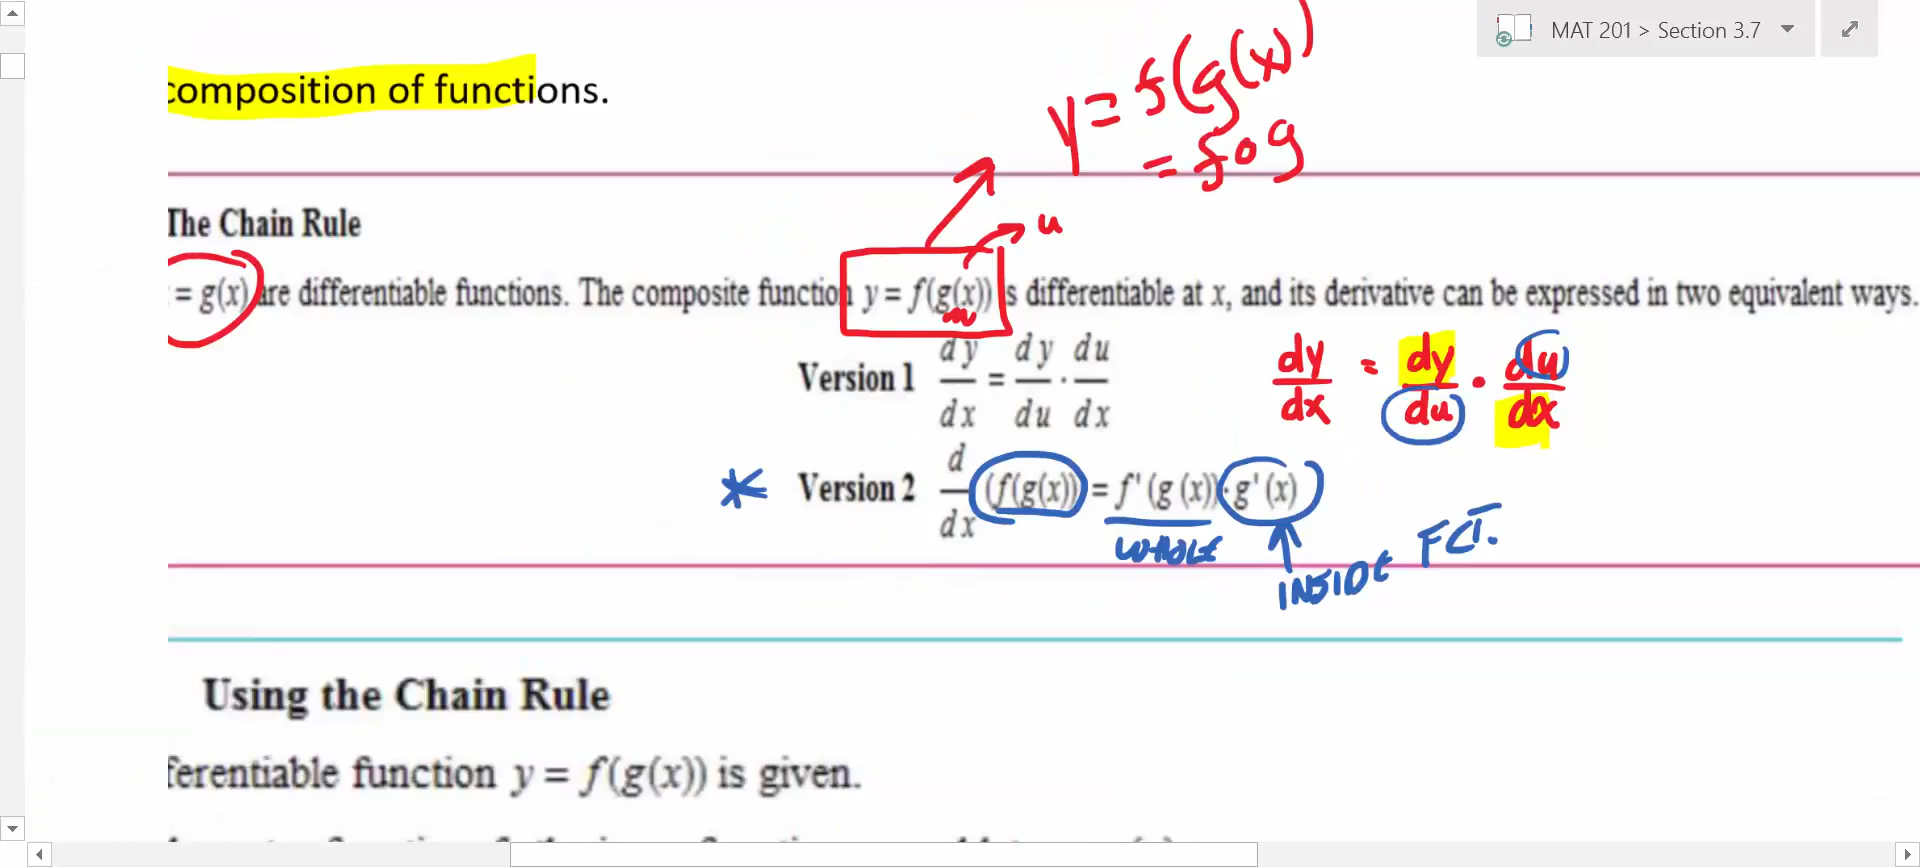 MAT 201 > Section 3.7
composition of functions.
y = f(g(x))
= fog
The Chain Rule
u
= g(x) are differentiable functions. The composite function y = f(g(x)) is differentiable at x, and its derivative can be expressed in two equivalent ways.
Version 1 dy/dx = dy/du · du/dx
dy/dx = dy/du · du/dx
Version 2 d/dx (f(g(x))) = f'(g (x)) · g'(x)
WHOLE
INSIDE FCT.
Using the Chain Rule
ferentiable function y = f(g(x)) is given.